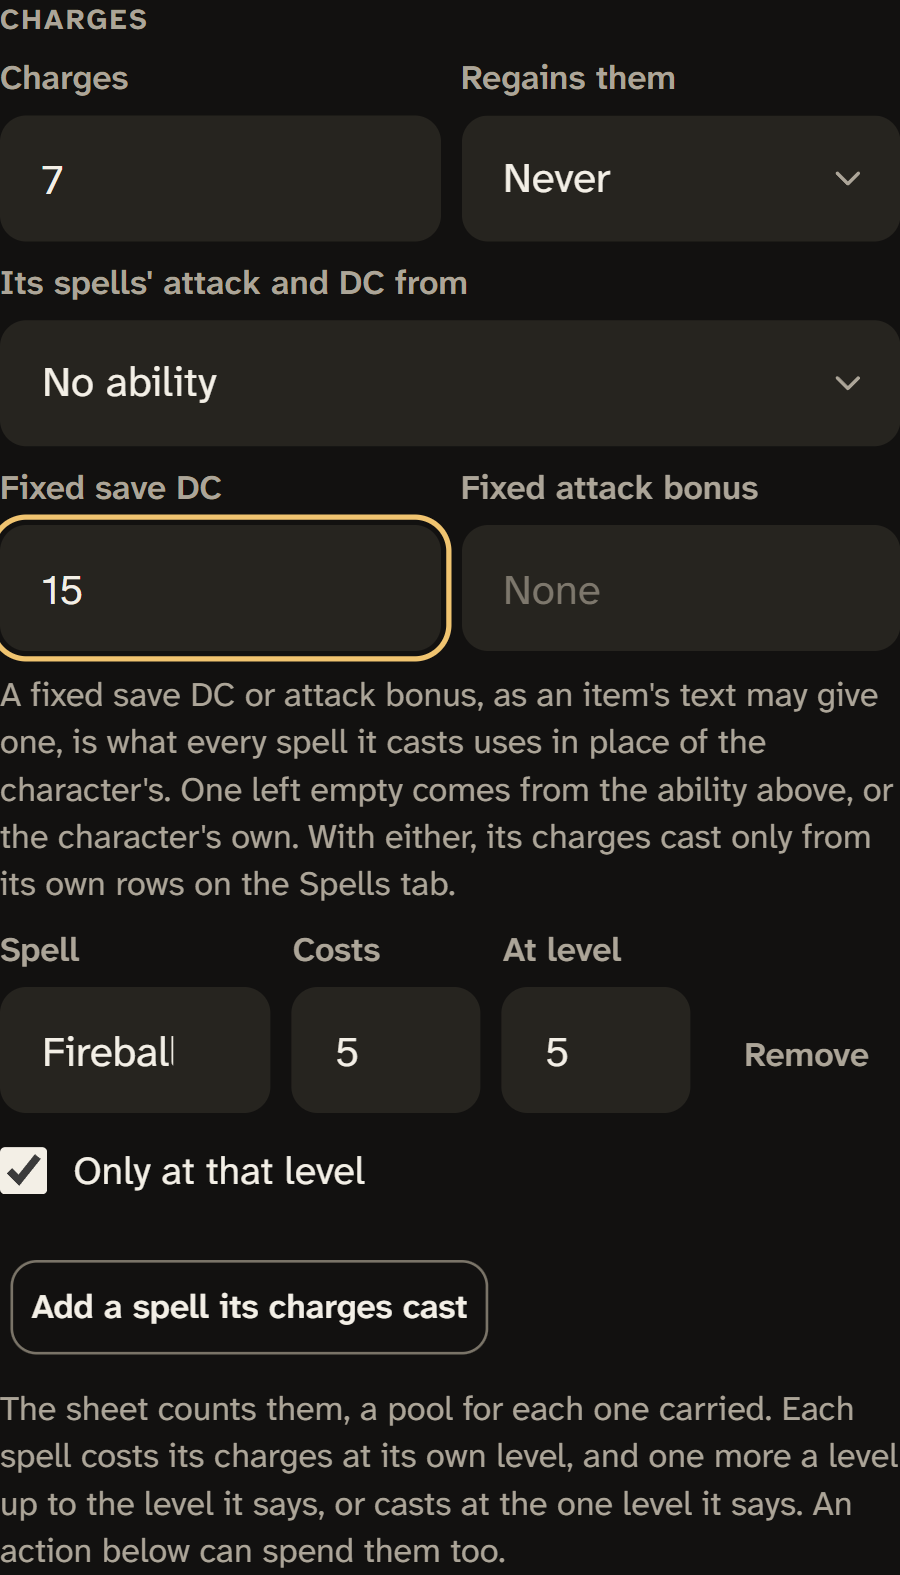 CHARGES
Charges Regains them
7 Never
Its spells' attack and DC from
No ability
Fixed save DC Fixed attack bonus
15 None
A fixed save DC or attack bonus, as an item's text may give
one, is what every spell it casts uses in place of the
character's. One left empty comes from the ability above, or
the character's own. With either, its charges cast only from
its own rows on the Spells tab.
Spell Costs At level
Fireball 5 5 Remove
Only at that level
Add a spell its charges cast
The sheet counts them, a pool for each one carried. Each
spell costs its charges at its own level, and one more a level
up to the level it says, or casts at the one level it says. An
action below can spend them too.